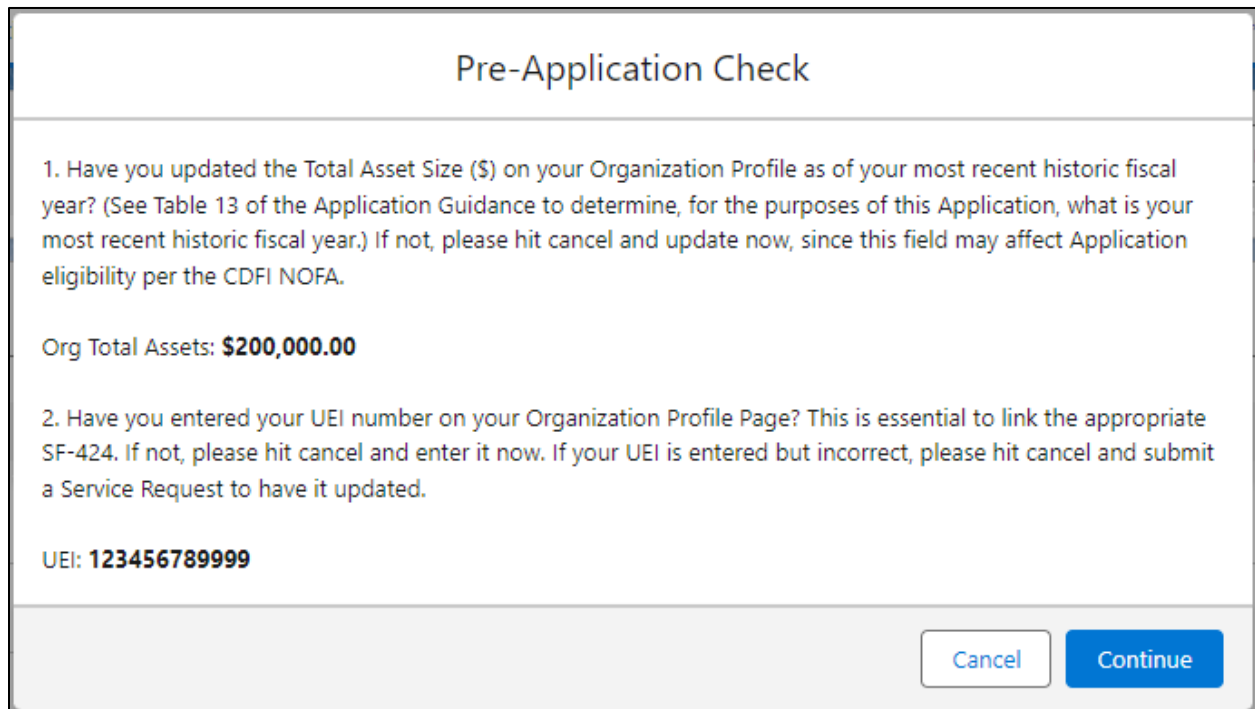 Pre-Application Check
1. Have you updated the Total Asset Size ($) on your Organization Profile as of your most recent historic fiscal
year? (See Table 13 of the Application Guidance to determine, for the purposes of this Application, what is your
most recent historic fiscal year.) If not, please hit cancel and update now, since this field may affect Application
eligibility per the CDFI NOFA.
Org Total Assets: $200,000.00
2. Have you entered your UEI number on your Organization Profile Page? This is essential to link the appropriate
SF-424. If not, please hit cancel and enter it now. If your UEI is entered but incorrect, please hit cancel and submit
a Service Request to have it updated.
UEI: 123456789999
Cancel
Continue